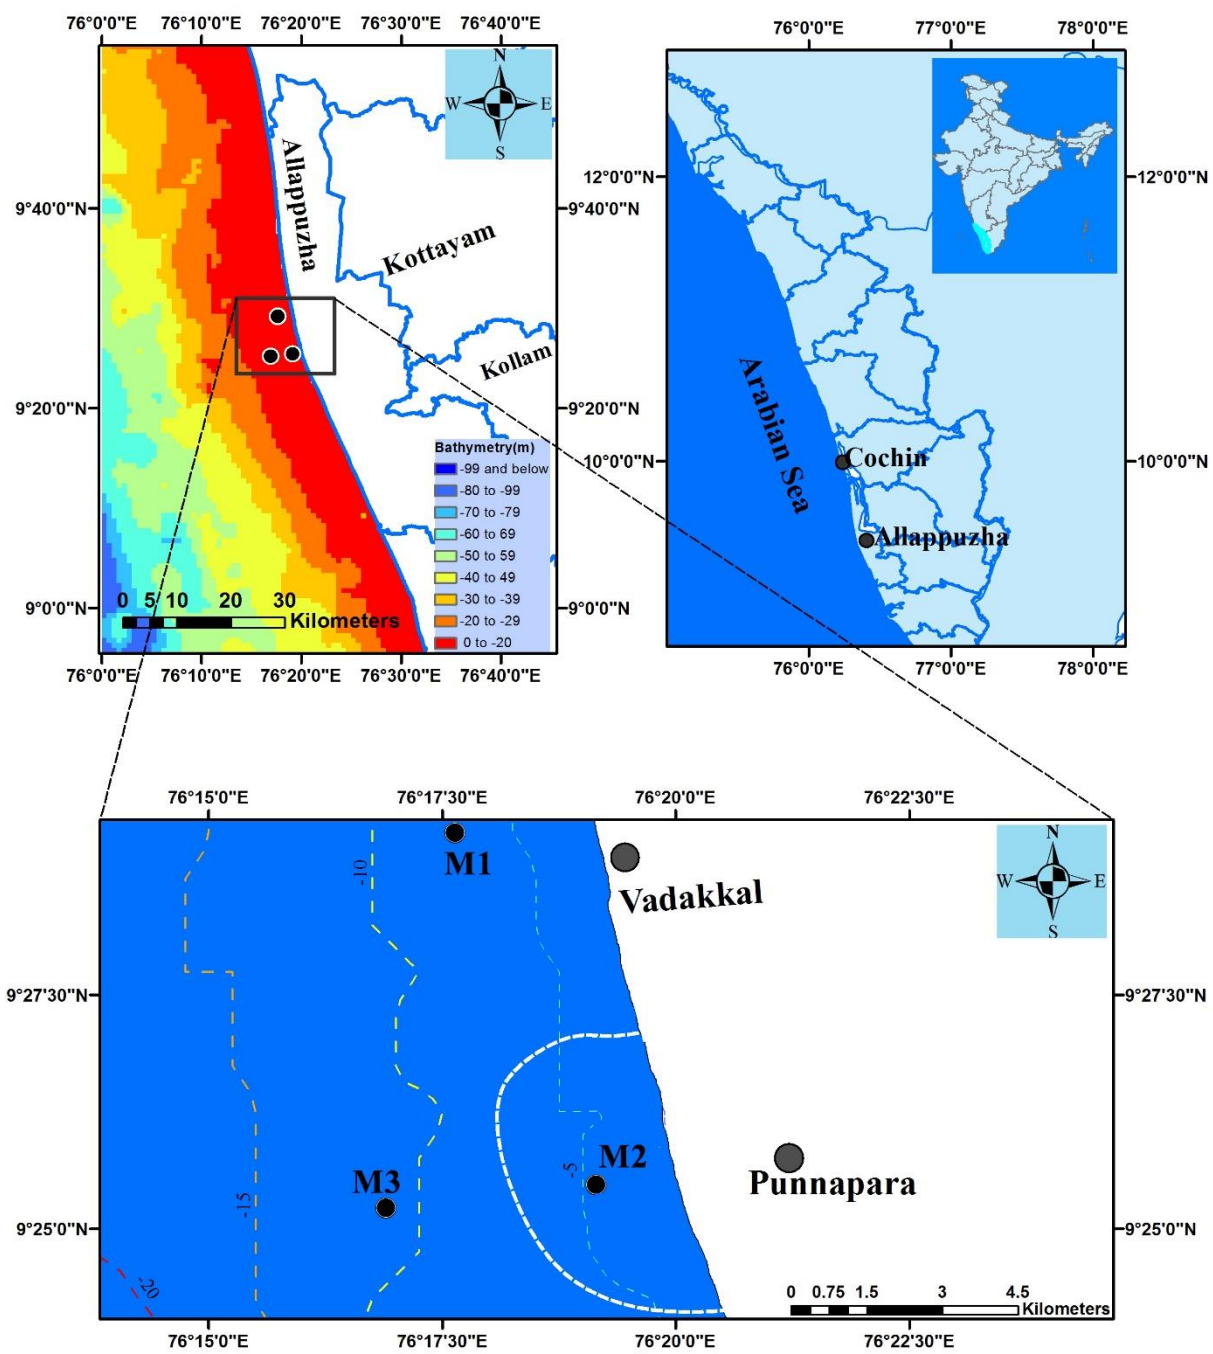 76°0'0"E 76°10'0"E 76°20'0"E 76°30'0"E 76°40'0"E
N
W E
S
Allappuzha
Kottayam
Kollam
9°40'0"N
9°40'0"N
9°20'0"N
9°20'0"N
9°0'0"N
9°0'0"N
Bathymetry(m)
-99 and below
-80 to -99
-70 to -79
-60 to 69
-50 to 59
-40 to 49
-30 to 39
-20 to -29
0 to -20
0 5 10 20 30
Kilometers
76°0'0"E 76°10'0"E 76°20'0"E 76°30'0"E 76°40'0"E
76°0'0"E 77°0'0"E 78°0'0"E
12°0'0"N
12°0'0"N
Arabian Sea
Cochin
10°0'0"N
10°0'0"N
Allappuzha
76°0'0"E 77°0'0"E 78°0'0"E
76°15'0"E 76°17'30"E 76°20'0"E 76°22'30"E
N
W E
S
M1
-10
Vadakkal
9°27'30"N
9°27'30"N
M2
-5
M3
Punnapara
-15
9°25'0"N
9°25'0"N
-20
0 0.75 1.5 3 4.5
Kilometers
76°15'0"E 76°17'30"E 76°20'0"E 76°22'30"E